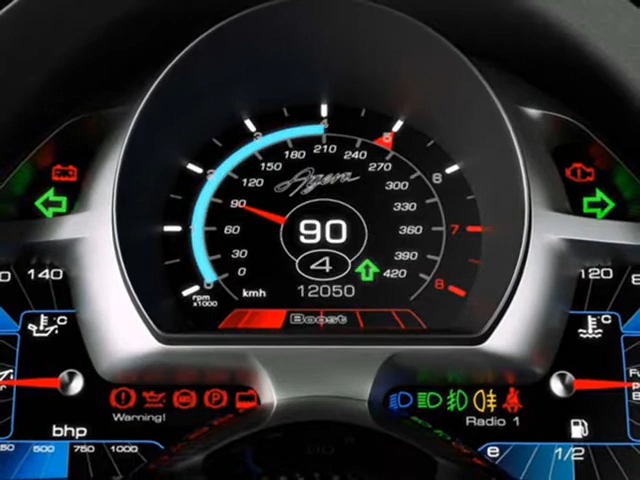 3 4 5
2 6
1 7
0 8
180 210 240
150 270
120 300
90 330
60 360
30 390
0 420
Agera
90
4
rpm x1000
kmh
12050
Boost
0 140
120
°C
°C
Warning!
Radio 1
bhp
250 500 750 1000
e 1/2